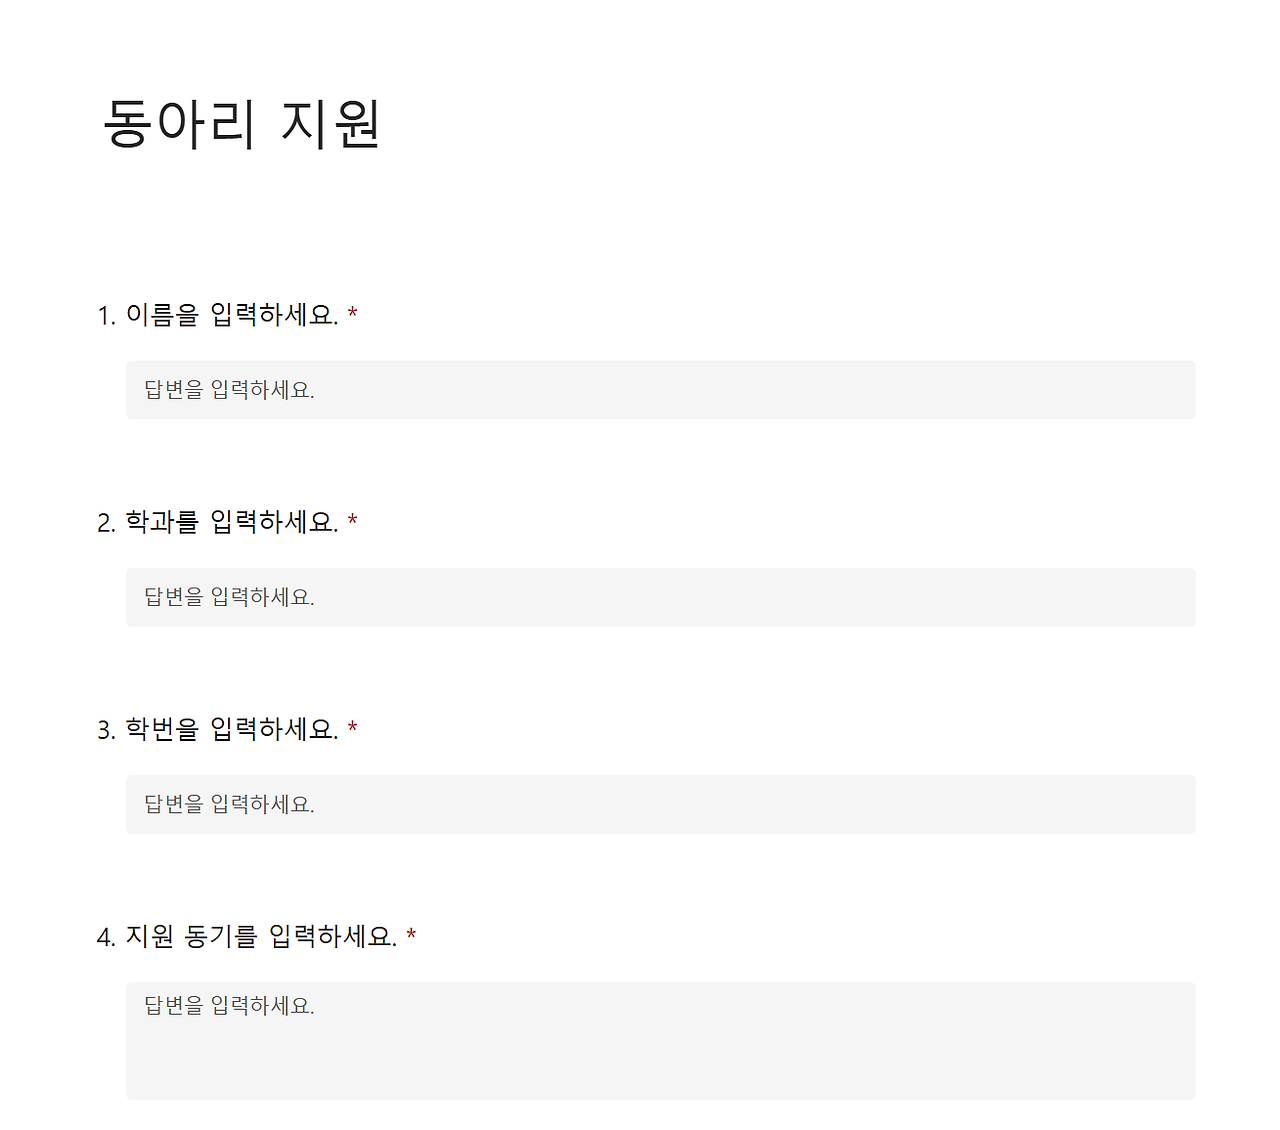 동아리 지원
1. 이름을 입력하세요. *
답변을 입력하세요.
2. 학과를 입력하세요. *
답변을 입력하세요.
3. 학번을 입력하세요. *
답변을 입력하세요.
4. 지원 동기를 입력하세요. *
답변을 입력하세요.